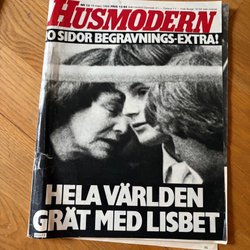 HUSMODERN
O SIDOR BEGRAVNINGS-EXTRA!
HELA VÄRLDEN
GRÄT MED LISBET